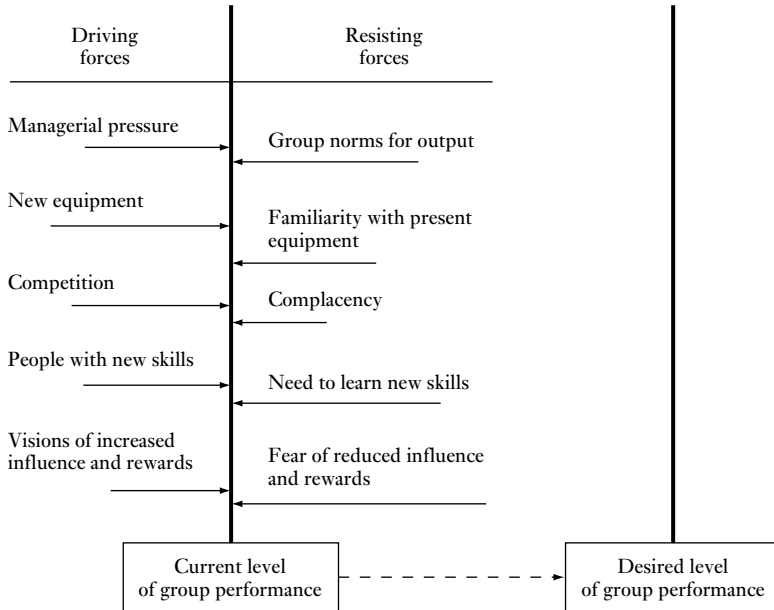 Driving
forces
Resisting
forces
Managerial pressure
Group norms for output
New equipment
Familiarity with present
equipment
Competition
Complacency
People with new skills
Need to learn new skills
Visions of increased
influence and rewards
Fear of reduced influence
and rewards
Current level
of group performance
Desired level
of group performance